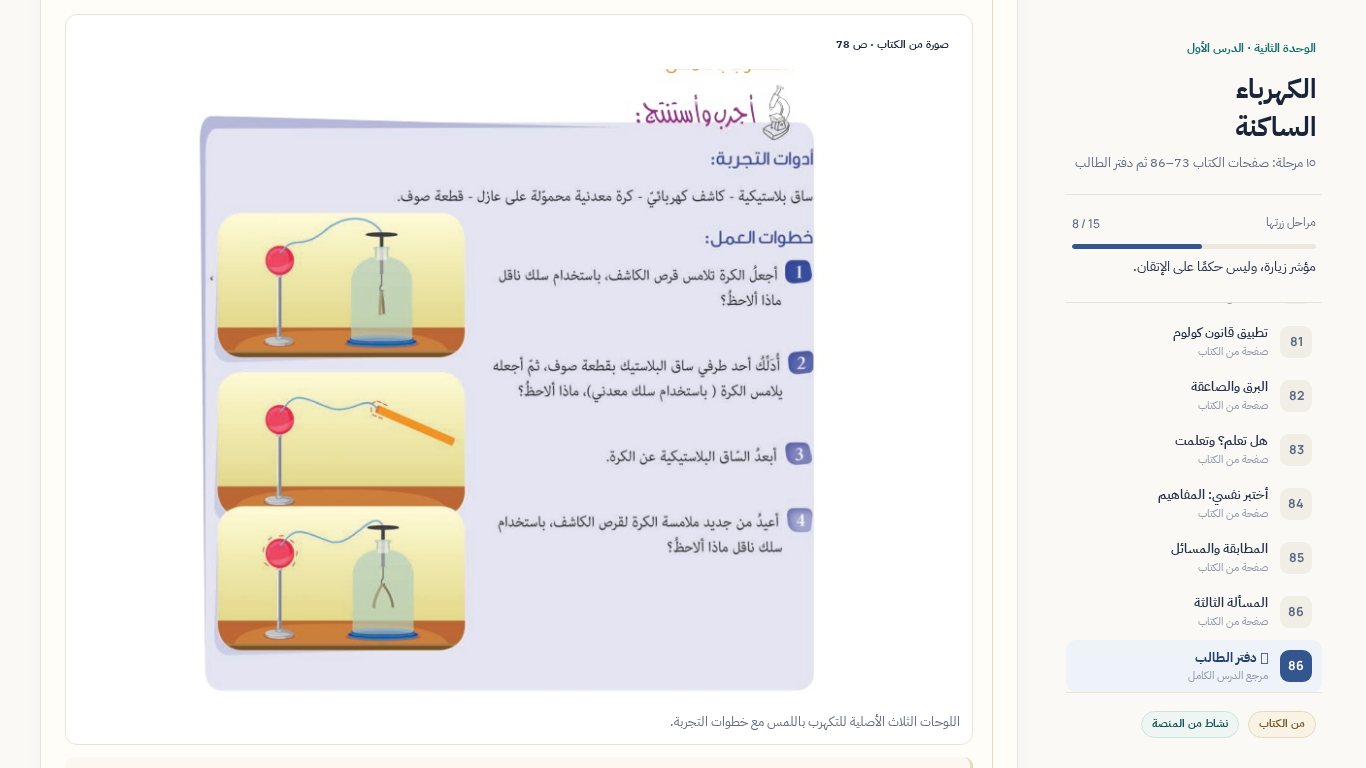 الوحدة الثانية · الدرس الأول
الكهرباء
الساكنة
١٥ مرحلة: صفحات الكتاب 73–86 ثم دفتر الطالب
مراحل زرتها
8 / 15
مؤشر زيارة، وليس حكمًا على الإتقان.
81
تطبيق قانون كولوم
صفحة من الكتاب
82
البرق والصاعقة
صفحة من الكتاب
83
هل تعلم؟ وتعلمت
صفحة من الكتاب
84
أختبر نفسي: المفاهيم
صفحة من الكتاب
85
المطابقة والمسائل
صفحة من الكتاب
86
المسألة الثالثة
صفحة من الكتاب
86
دفتر الطالب
مرجع الدرس الكامل
من الكتاب
نشاط من المنصة
صورة من الكتاب · ص 78
أجرب وأستنتج:
أدوات التجربة:
ساق بلاستيكية - كاشف كهربائيّ - كرة معدنية محمولة على عازل - قطعة صوف.
خطوات العمل:
1 أجعلُ الكرة تلامس قرص الكاشف، باستخدام سلك ناقل ،
ماذا ألاحظُ؟
2 أُدَلِّكُ أحد طرفي ساق البلاستيك بقطعة صوف، ثمّ أجعله
يلامس الكرة ( باستخدام سلك معدني)، ماذا ألاحظُ؟
3 أبعدُ السّاق البلاستيكية عن الكرة.
4 أعيدُ من جديد ملامسة الكرة لقرص الكاشف، باستخدام
سلك ناقل ماذا ألاحظُ؟
اللوحات الثلاث الأصلية للتكهرب باللمس مع خطوات التجربة.